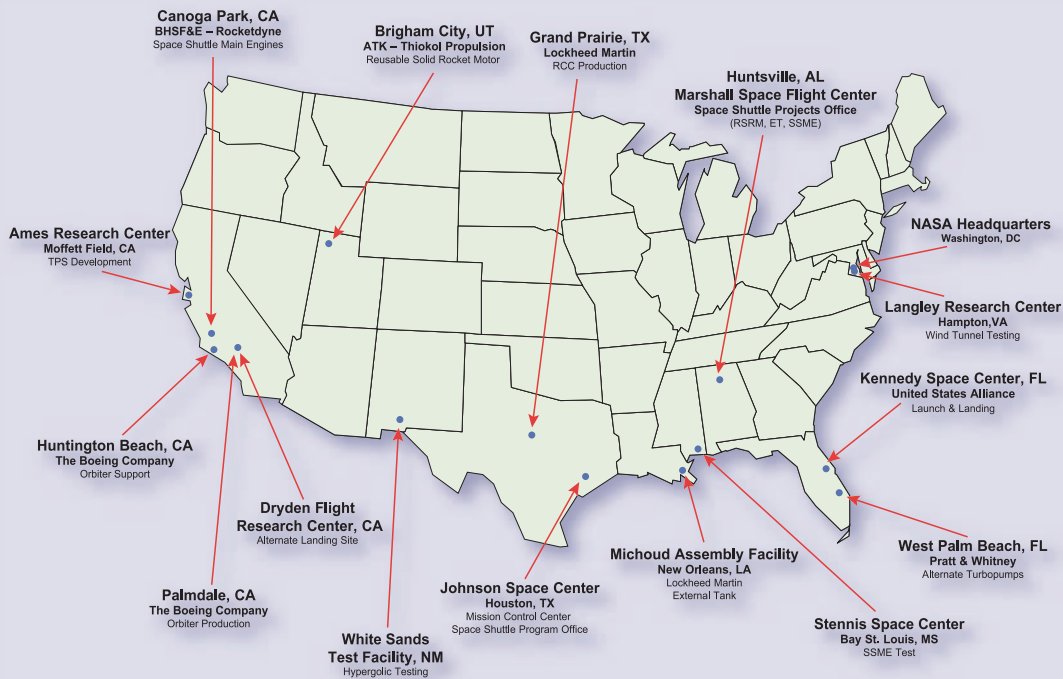 Canoga Park, CA
BHSF&E – Rocketdyne
Space Shuttle Main Engines
Brigham City, UT
ATK – Thiokol Propulsion
Reusable Solid Rocket Motor
Grand Prairie, TX
Lockheed Martin
RCC Production
Huntsville, AL
Marshall Space Flight Center
Space Shuttle Projects Office
(RSRM, ET, SSME)
Ames Research Center
Moffett Field, CA
TPS Development
NASA Headquarters
Washington, DC
Langley Research Center
Hampton,VA
Wind Tunnel Testing
Kennedy Space Center, FL
United States Alliance
Launch & Landing
Huntington Beach, CA
The Boeing Company
Orbiter Support
Dryden Flight
Research Center, CA
Alternate Landing Site
West Palm Beach, FL
Pratt & Whitney
Alternate Turbopumps
Michoud Assembly Facility
New Orleans, LA
Lockheed Martin
External Tank
Palmdale, CA
The Boeing Company
Orbiter Production
Johnson Space Center
Houston, TX
Mission Control Center
Space Shuttle Program Office
White Sands
Test Facility, NM
Hypergolic Testing
Stennis Space Center
Bay St. Louis, MS
SSME Test